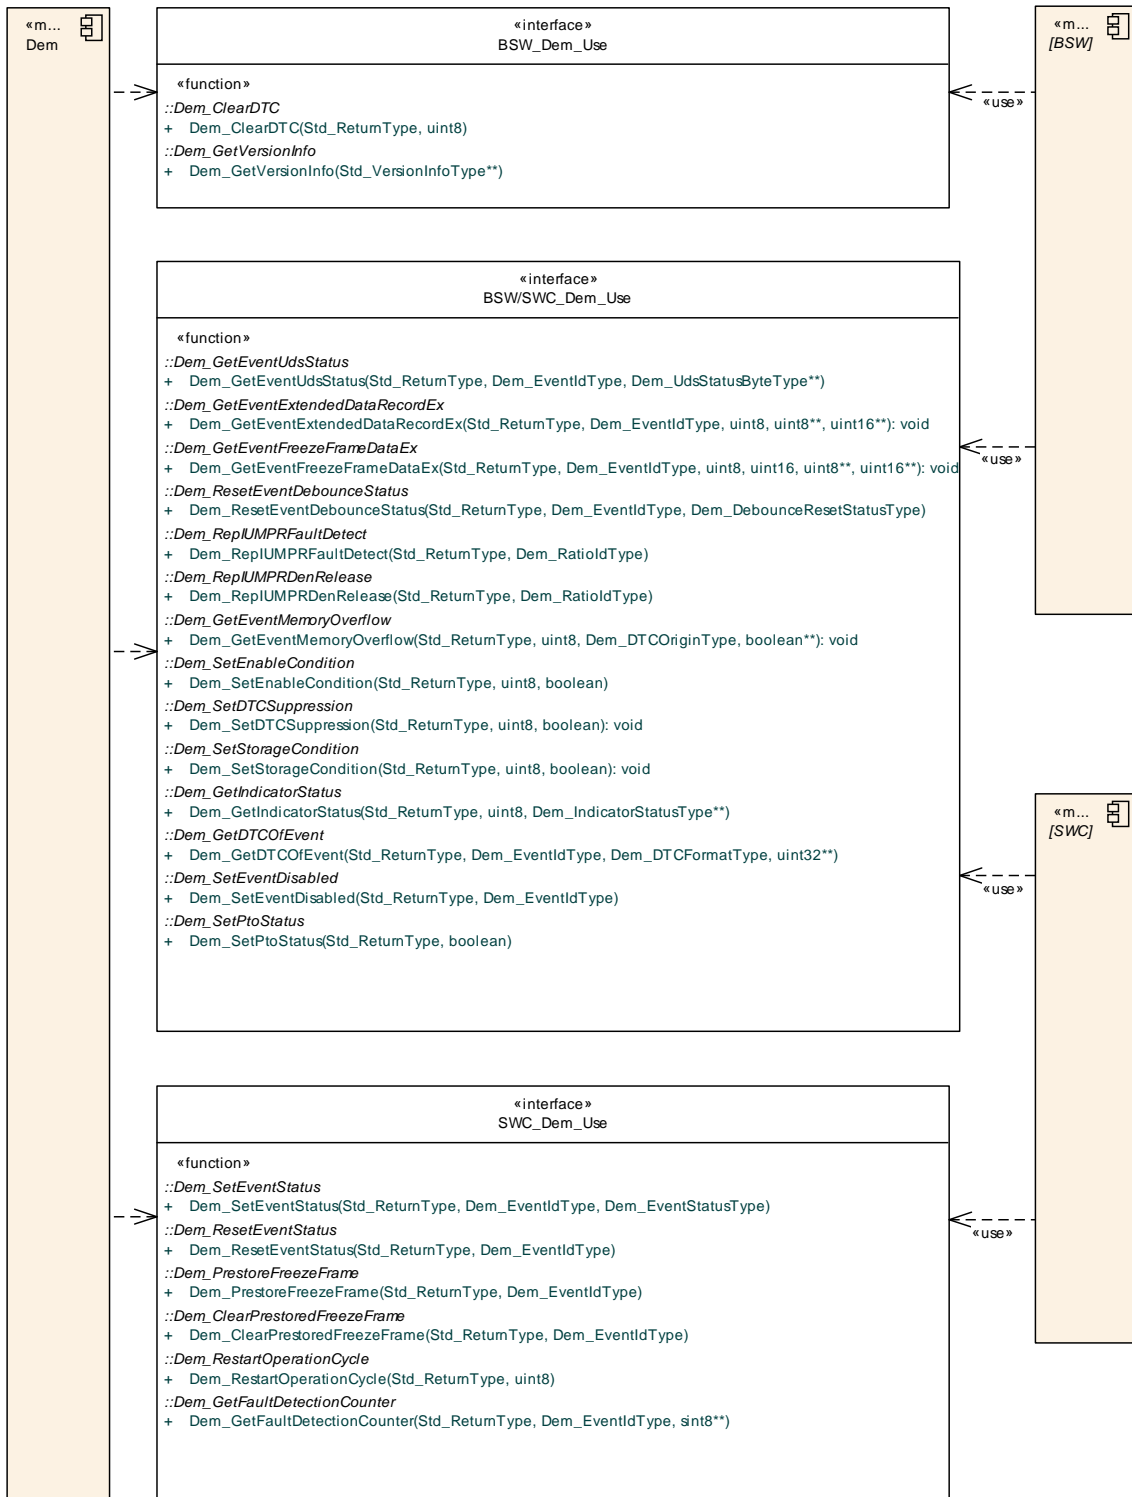 «m...
Dem
«interface»
BSW_Dem_Use
«function»
::Dem_ClearDTC
+ Dem_ClearDTC(Std_ReturnType, uint8)
::Dem_GetVersionInfo
+ Dem_GetVersionInfo(Std_VersionInfoType**)
«use»
«m...
[BSW]
«interface»
BSW/SWC_Dem_Use
«function»
::Dem_GetEventUdsStatus
+ Dem_GetEventUdsStatus(Std_ReturnType, Dem_EventIdType, Dem_UdsStatusByteType**)
::Dem_GetEventExtendedDataRecordEx
+ Dem_GetEventExtendedDataRecordEx(Std_ReturnType, Dem_EventIdType, uint8, uint8**, uint16**): void
::Dem_GetEventFreezeFrameDataEx
+ Dem_GetEventFreezeFrameDataEx(Std_ReturnType, Dem_EventIdType, uint8, uint16, uint8**, uint16**): void
::Dem_ResetEventDebounceStatus
+ Dem_ResetEventDebounceStatus(Std_ReturnType, Dem_EventIdType, Dem_DebounceResetStatusType)
::Dem_RepIUMPRFaultDetect
+ Dem_RepIUMPRFaultDetect(Std_ReturnType, Dem_RatioIdType)
::Dem_RepIUMPRDenRelease
+ Dem_RepIUMPRDenRelease(Std_ReturnType, Dem_RatioIdType)
::Dem_GetEventMemoryOverflow
+ Dem_GetEventMemoryOverflow(Std_ReturnType, uint8, Dem_DTCOriginType, boolean**): void
::Dem_SetEnableCondition
+ Dem_SetEnableCondition(Std_ReturnType, uint8, boolean)
::Dem_SetDTCSuppression
+ Dem_SetDTCSuppression(Std_ReturnType, uint8, boolean): void
::Dem_SetStorageCondition
+ Dem_SetStorageCondition(Std_ReturnType, uint8, boolean): void
::Dem_GetIndicatorStatus
+ Dem_GetIndicatorStatus(Std_ReturnType, uint8, Dem_IndicatorStatusType**)
::Dem_GetDTCOfEvent
+ Dem_GetDTCOfEvent(Std_ReturnType, Dem_EventIdType, Dem_DTCFormatType, uint32**)
::Dem_SetEventDisabled
+ Dem_SetEventDisabled(Std_ReturnType, Dem_EventIdType)
::Dem_SetPtoStatus
+ Dem_SetPtoStatus(Std_ReturnType, boolean)
«use»
«use»
«m...
[SWC]
«interface»
SWC_Dem_Use
«function»
::Dem_SetEventStatus
+ Dem_SetEventStatus(Std_ReturnType, Dem_EventIdType, Dem_EventStatusType)
::Dem_ResetEventStatus
+ Dem_ResetEventStatus(Std_ReturnType, Dem_EventIdType)
::Dem_PrestoreFreezeFrame
+ Dem_PrestoreFreezeFrame(Std_ReturnType, Dem_EventIdType)
::Dem_ClearPrestoredFreezeFrame
+ Dem_ClearPrestoredFreezeFrame(Std_ReturnType, Dem_EventIdType)
::Dem_RestartOperationCycle
+ Dem_RestartOperationCycle(Std_ReturnType, uint8)
::Dem_GetFaultDetectionCounter
+ Dem_GetFaultDetectionCounter(Std_ReturnType, Dem_EventIdType, sint8**)
«use»